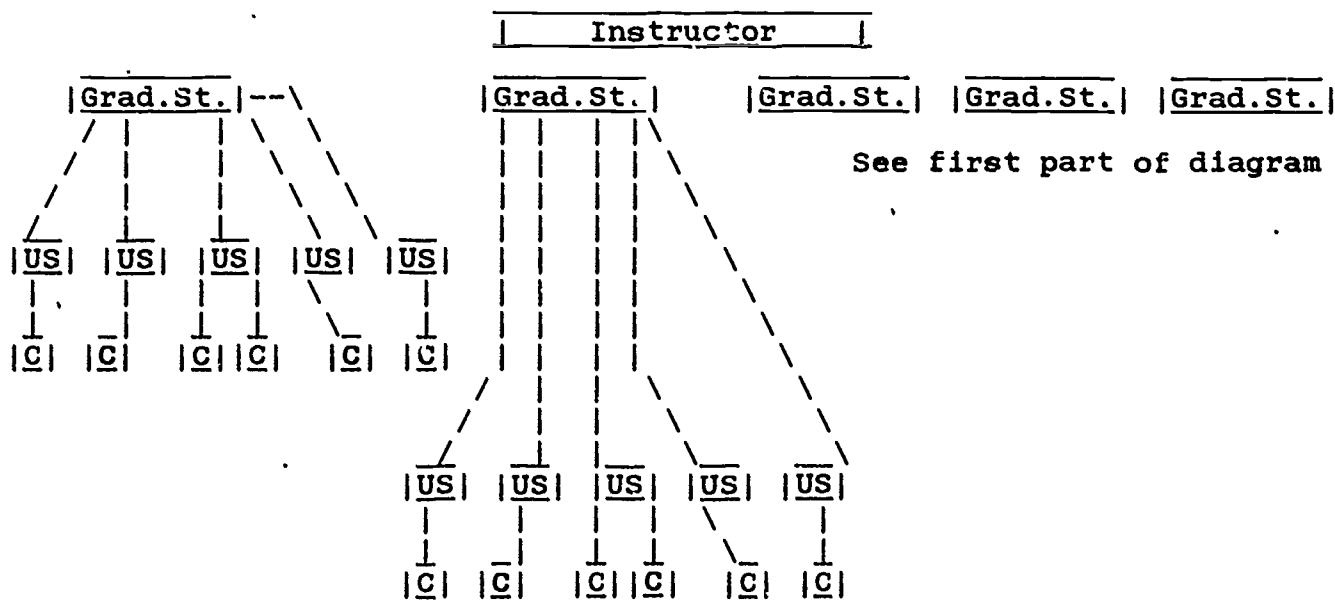 Instructor
Grad.St. Grad.St. Grad.St. Grad.St. Grad.St.
See first part of diagram
US US US US US
C C C C C C
US US US US US
C C C C C C